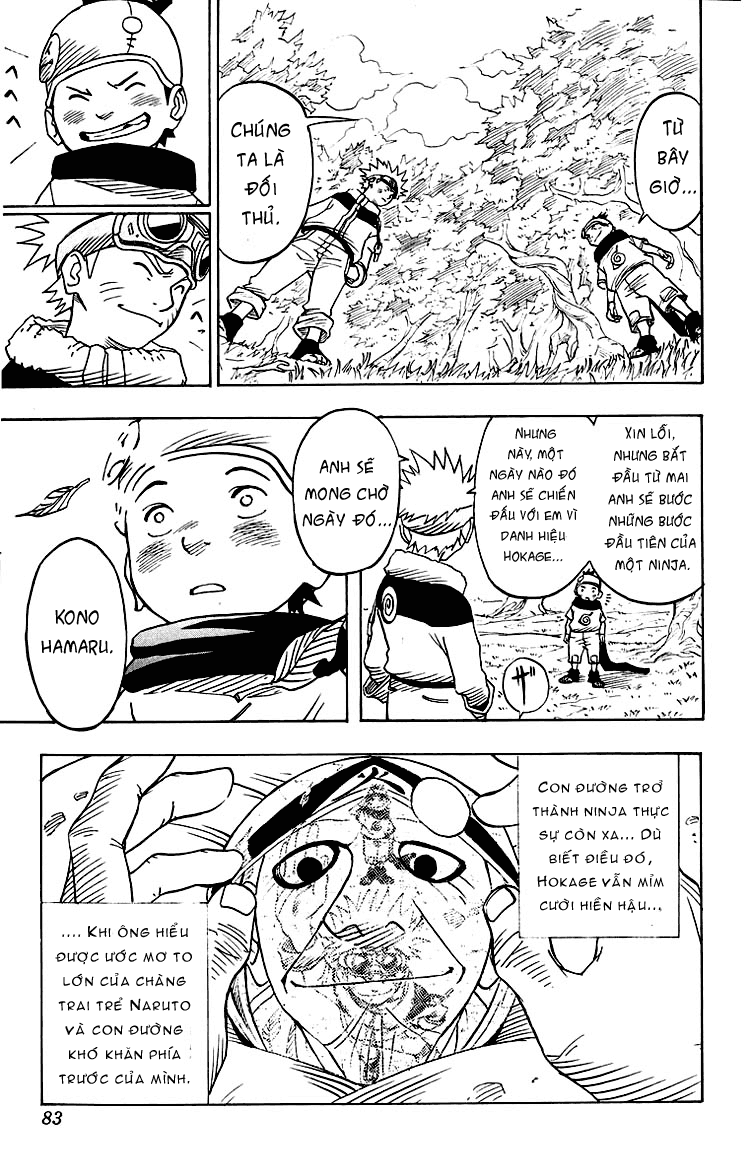 TỪ
BÂY
GIỜ...
CHÚNG
TA LÀ
ĐỐI
THỦ.
XIN LỖI,
NHƯNG BẮT
ĐẦU TỪ MAI
ANH SẼ BƯỚC
NHỮNG BƯỚC
ĐẦU TIÊN CỦA
MỘT NINJA.
NHƯNG
NÀY, MỘT
NGÀY NÀO ĐÓ
ANH SẼ CHIẾN
ĐẤU VỚI EM VÌ
DANH HIỆU
HOKAGE...
ANH SẼ
MONG CHỜ
NGÀY ĐÓ...
KONO
HAMARU.
CON ĐƯỜNG TRỞ
THÀNH NINJA THỰC
SỰ CÒN XA... DÙ
BIẾT ĐIỀU ĐÓ,
HOKAGE VẪN MỈM
CƯỜI HIỀN HẬU...
.... KHI ÔNG HIỂU
ĐƯỢC ƯỚC MƠ TO
LỚN CỦA CHÀNG
TRAI TRẺ NARUTO
VÀ CON ĐƯỜNG
KHÓ KHĂN PHÍA
TRƯỚC CỦA MÌNH.
83